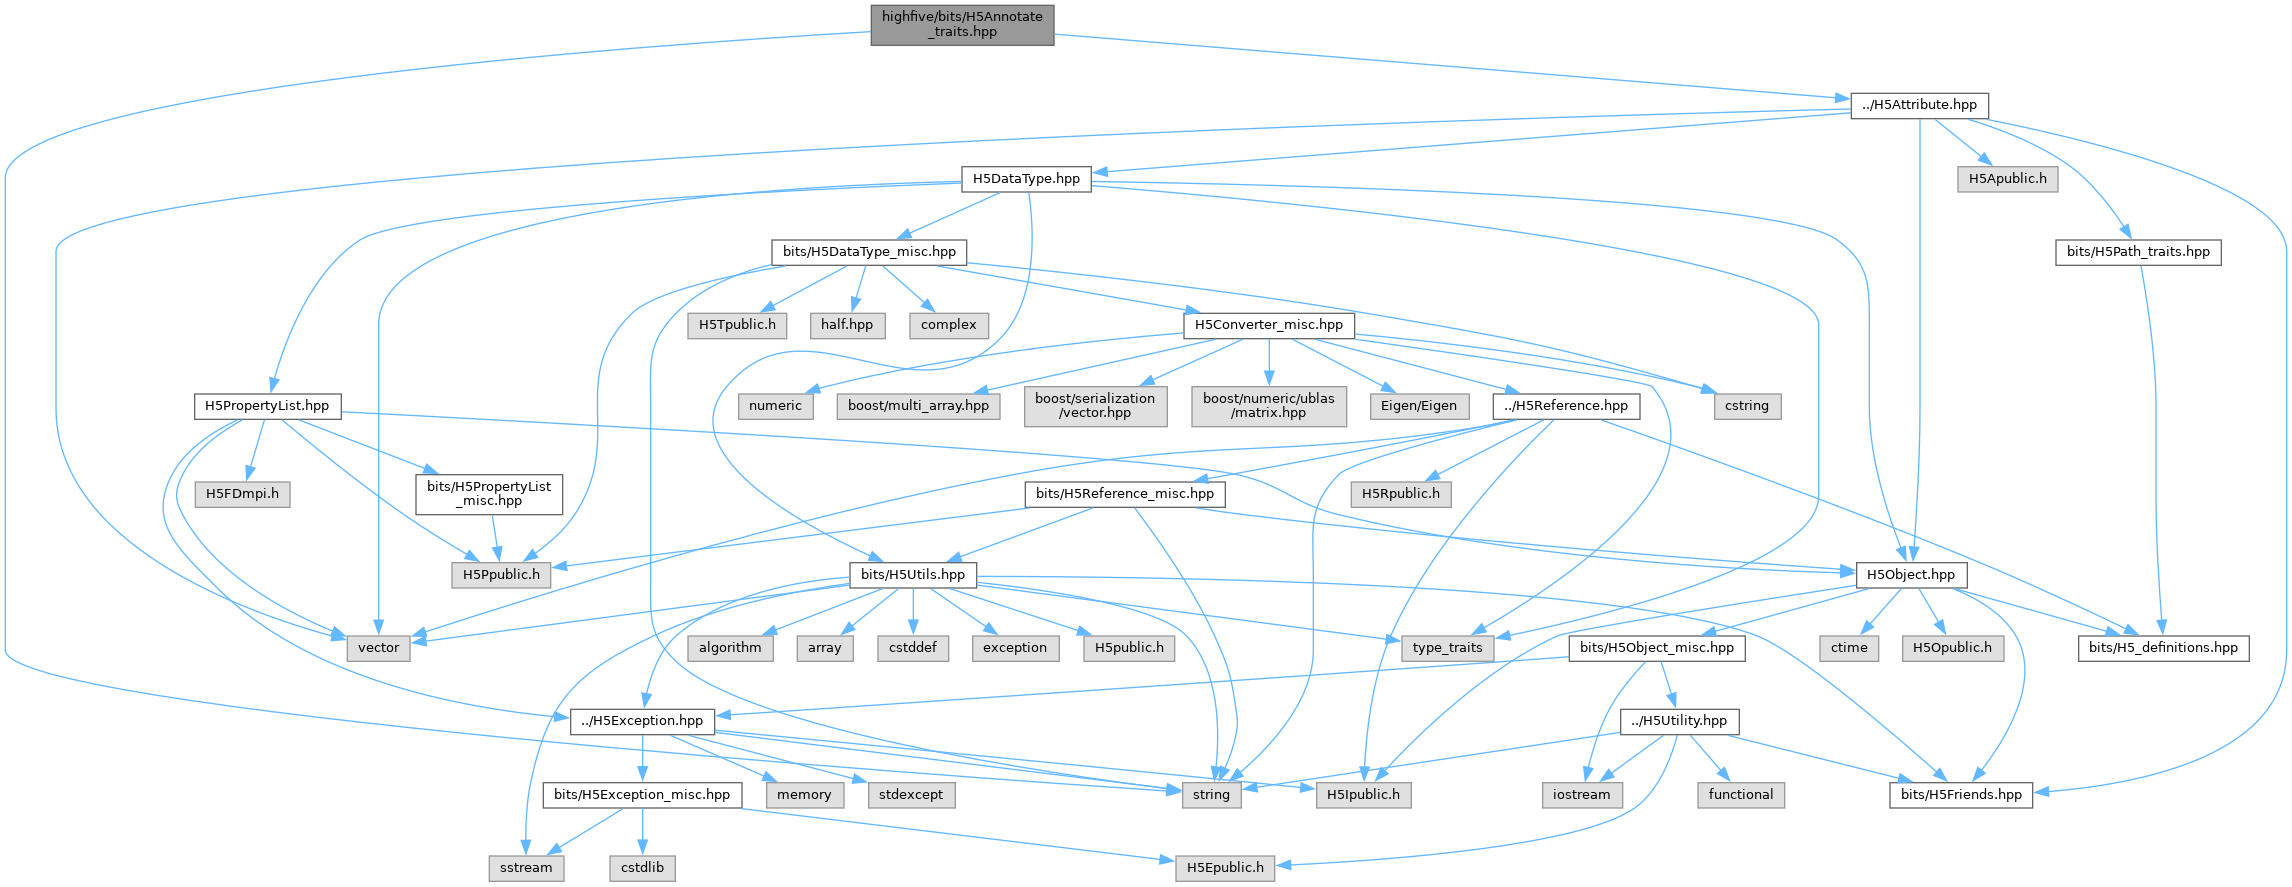 highfive/bits/H5Annotate
_traits.hpp
../H5Attribute.hpp
H5DataType.hpp
H5Apublic.h
bits/H5DataType_misc.hpp
bits/H5Path_traits.hpp
H5Tpublic.h
half.hpp
complex
H5Converter_misc.hpp
H5PropertyList.hpp
numeric
boost/multi_array.hpp
boost/serialization
/vector.hpp
boost/numeric/ublas
/matrix.hpp
Eigen/Eigen
../H5Reference.hpp
cstring
H5FDmpi.h
bits/H5PropertyList
_misc.hpp
bits/H5Reference_misc.hpp
H5Rpublic.h
H5Ppublic.h
bits/H5Utils.hpp
H5Object.hpp
vector
algorithm
array
cstddef
exception
H5public.h
type_traits
bits/H5Object_misc.hpp
ctime
H5Opublic.h
bits/H5_definitions.hpp
../H5Exception.hpp
../H5Utility.hpp
bits/H5Exception_misc.hpp
memory
stdexcept
string
H5Ipublic.h
iostream
functional
bits/H5Friends.hpp
sstream
cstdlib
H5Epublic.h